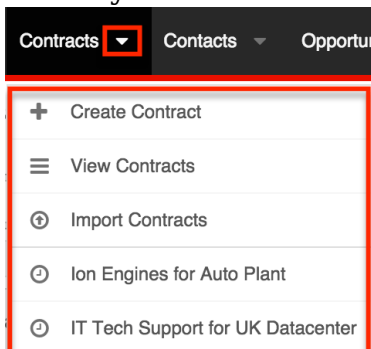 Contracts Contacts
Create Contract
View Contracts
Import Contracts
Ion Engines for Auto Plant
IT Tech Support for UK Datacenter